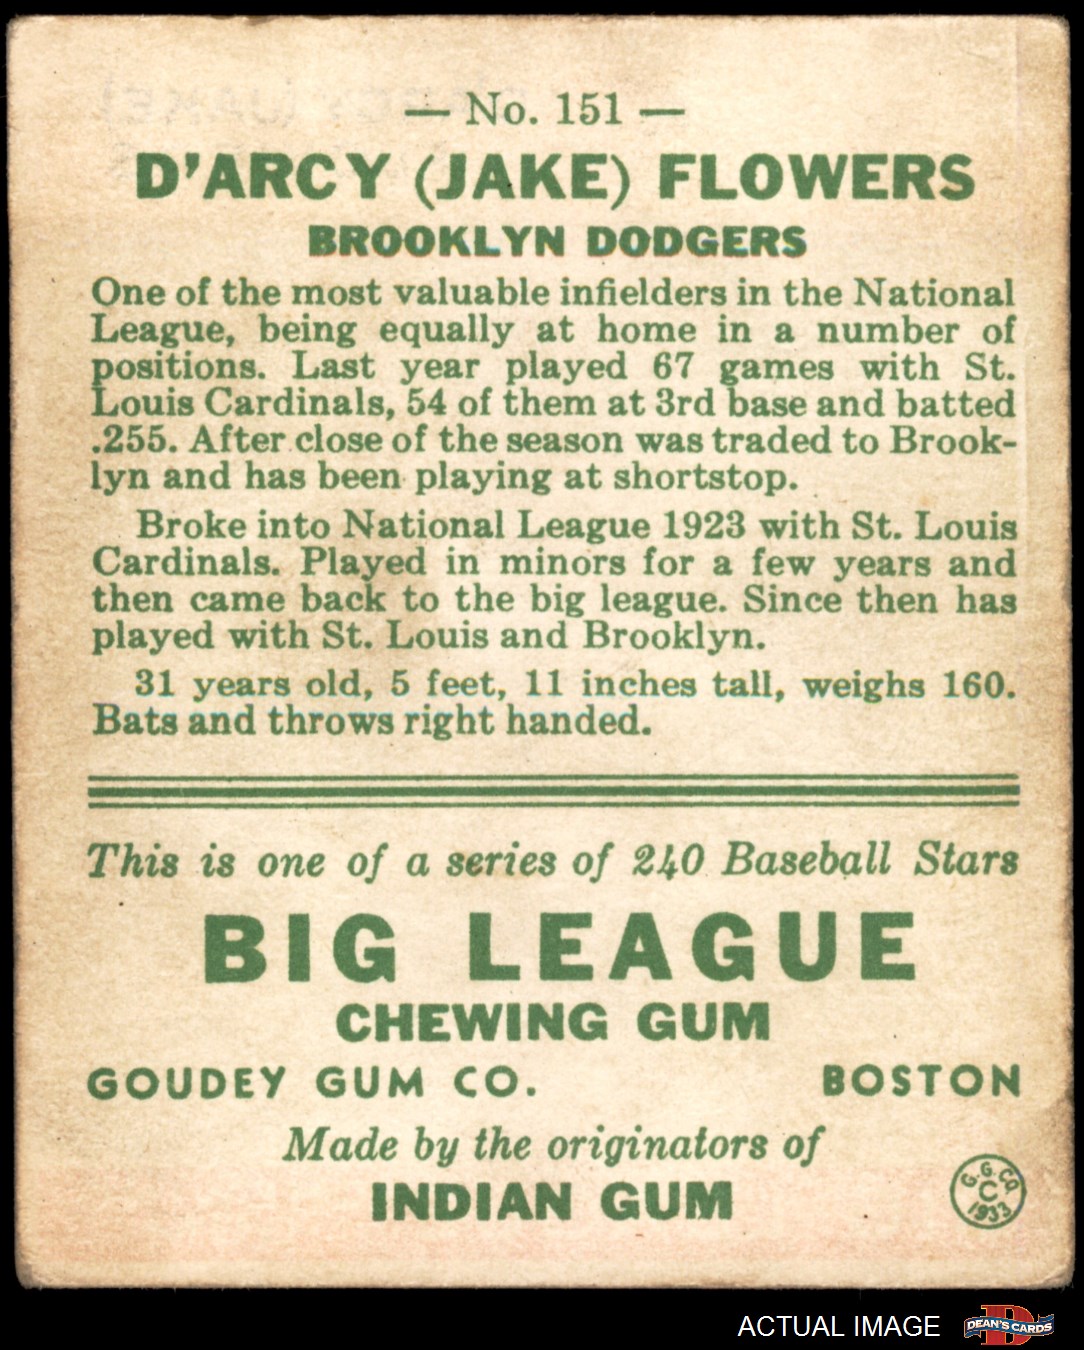 — No. 151 —
D'ARCY (JAKE) FLOWERS
BROOKLYN DODGERS
One of the most valuable infielders in the National
League, being equally at home in a number of
positions. Last year played 67 games with St.
Louis Cardinals, 54 of them at 3rd base and batted
.255. After close of the season was traded to Brook-
lyn and has been playing at shortstop.
Broke into National League 1923 with St. Louis
Cardinals. Played in minors for a few years and
then came back to the big league. Since then has
played with St. Louis and Brooklyn.
31 years old, 5 feet, 11 inches tall, weighs 160.
Bats and throws right handed.
This is one of a series of 240 Baseball Stars
BIG LEAGUE
CHEWING GUM
GOUDEY GUM CO. BOSTON
Made by the originators of
INDIAN GUM
G. G. CO.
C
1933
ACTUAL IMAGE
D
DEAN'S CARDS